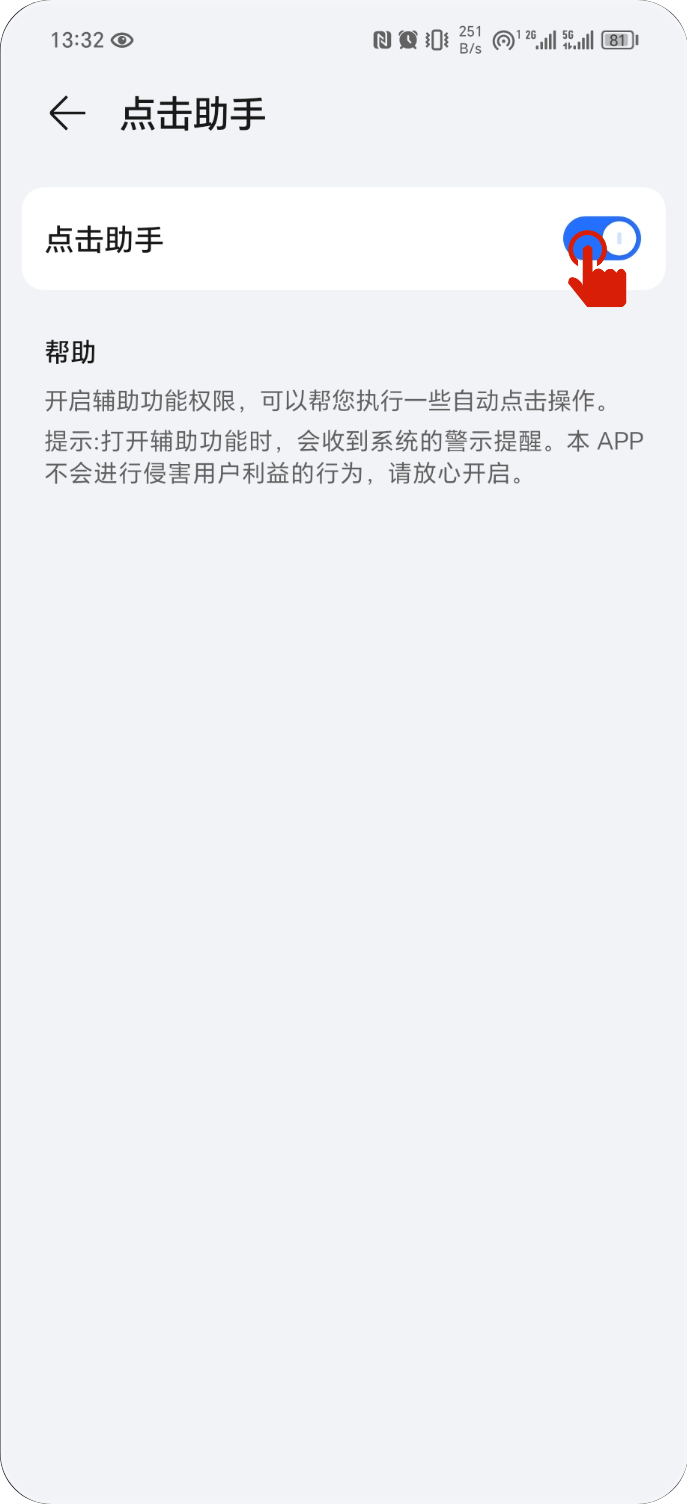 13:32
251
B/s
1 2G 5G 81
点击助手
点击助手
帮助
开启辅助功能权限，可以帮您执行一些自动点击操作。
提示:打开辅助功能时，会收到系统的警示提醒。本 APP
不会进行侵害用户利益的行为，请放心开启。